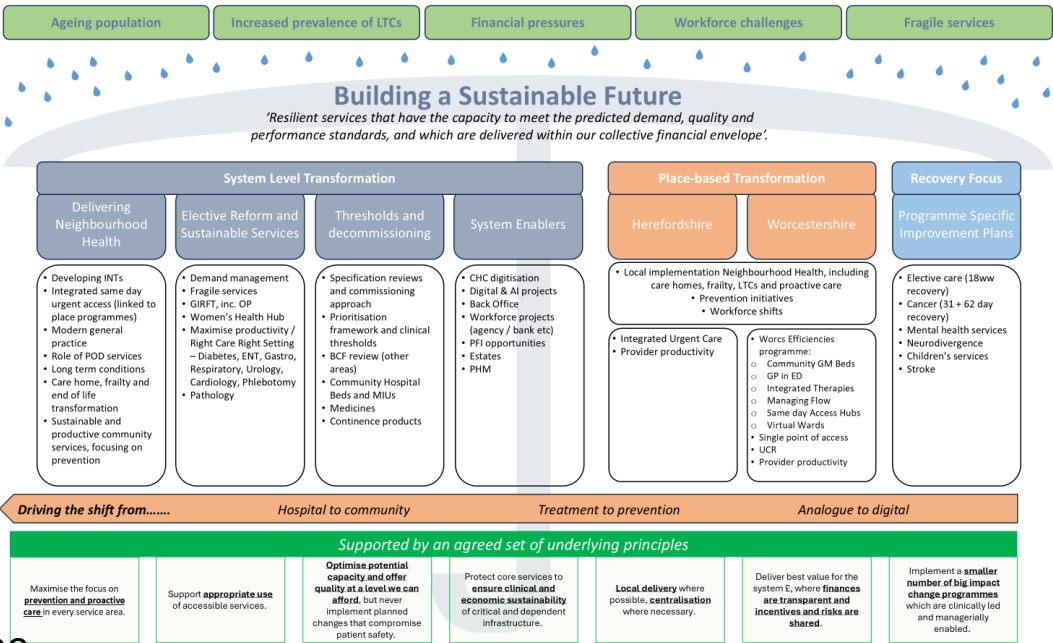 Ageing population
Increased prevalence of LTCs
Financial pressures
Workforce challenges
Fragile services
Building a Sustainable Future
'Resilient services that have the capacity to meet the predicted demand, quality and
performance standards, and which are delivered within our collective financial envelope'.
System Level Transformation
Delivering
Neighbourhood
Health
• Developing INTs
• Integrated same day
urgent access (linked to
place programmes)
• Modern general
practice
• Role of POD services
• Long term conditions
• Care home, frailty and
end of life
transformation
• Sustainable and
productive community
services, focusing on
prevention
Elective Reform and
Sustainable Services
• Demand management
• Fragile services
• GIRFT, inc. OP
• Women's Health Hub
• Maximise productivity /
Right Care Right Setting
– Diabetes, ENT, Gastro,
Respiratory, Urology,
Cardiology, Phlebotomy
• Pathology
Thresholds and
decommissioning
• Specification reviews
and commissioning
approach
• Prioritisation
framework and clinical
thresholds
• BCF review (other
areas)
• Community Hospital
Beds and MIUs
• Medicines
• Continence products
System Enablers
• CHC digitisation
• Digital & AI projects
• Back Office
• Workforce projects
(agency / bank etc)
• PFI opportunities
• Estates
• PHM
Place-based Transformation
Herefordshire
Worcestershire
• Local implementation Neighbourhood Health, including
care homes, frailty, LTCs and proactive care
• Prevention initiatives
• Workforce shifts
• Integrated Urgent Care
• Provider productivity
• Worcs Efficiencies
programme:
o Community GM Beds
o GP in ED
o Integrated Therapies
o Managing Flow
o Same day Access Hubs
o Virtual Wards
• Single point of access
• UCR
• Provider productivity
Recovery Focus
Programme Specific
Improvement Plans
• Elective care (18ww
recovery)
• Cancer (31 + 62 day
recovery)
• Mental health services
• Neurodivergence
• Children's services
• Stroke
Driving the shift from…….
Hospital to community
Treatment to prevention
Analogue to digital
Supported by an agreed set of underlying principles
Maximise the focus on
prevention and proactive
care in every service area.
Support appropriate use
of accessible services.
Optimise potential
capacity and offer
quality at a level we can
afford, but never
implement planned
changes that compromise
patient safety.
Protect core services to
ensure clinical and
economic sustainability
of critical and dependent
infrastructure.
Local delivery where
possible, centralisation
where necessary.
Deliver best value for the
system £, where finances
are transparent and
incentives and risks are
shared.
Implement a smaller
number of big impact
change programmes
which are clinically led
and managerially
enabled.